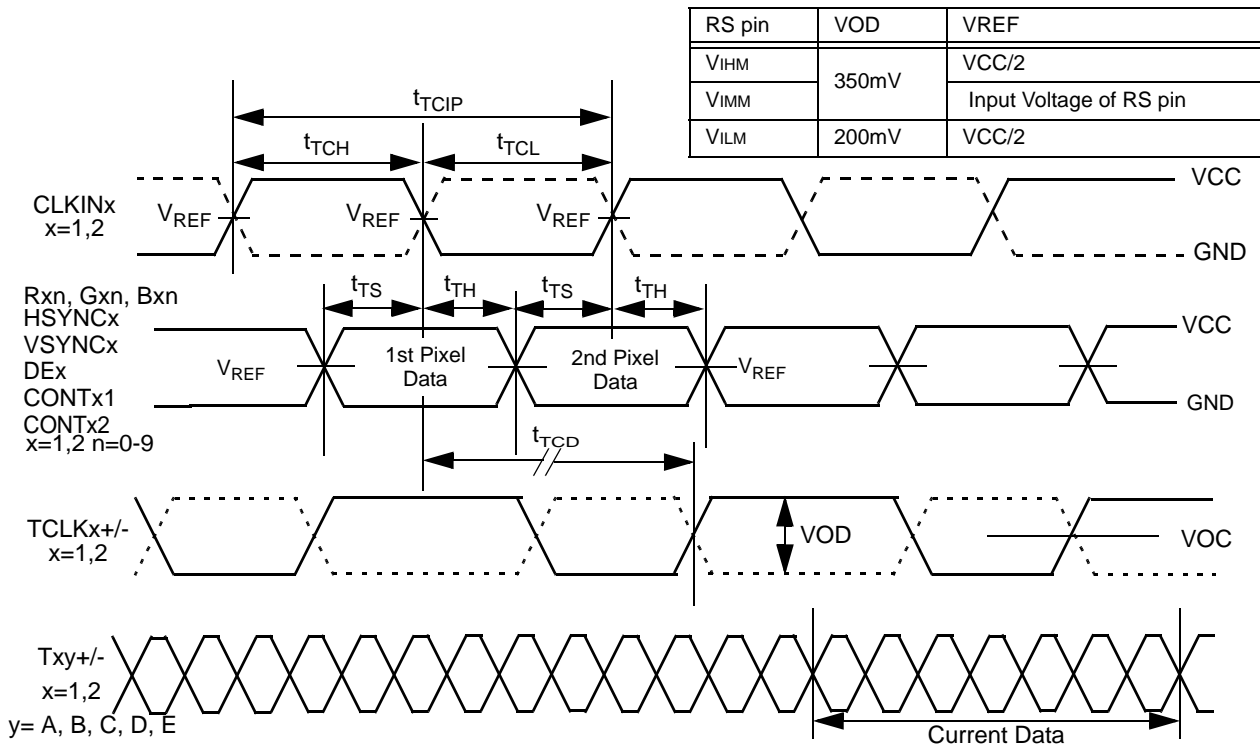 RS pin VOD VREF
VIHM 350mV VCC/2
VIMM Input Voltage of RS pin
VILM 200mV VCC/2
tTCIP
tTCH tTCL
CLKINx
x=1,2
VREF VREF VREF
VCC
GND
tTS tTH tTS tTH
Rxn, Gxn, Bxn
HSYNCx
VSYNCx
DEx
CONTx1
CONTx2
x=1,2 n=0-9
VREF
1st Pixel
Data
2nd Pixel
Data
VREF
VCC
GND
tTCD
TCLKx+/-
x=1,2
VOD
VOC
Txy+/-
x=1,2
y= A, B, C, D, E
Current Data